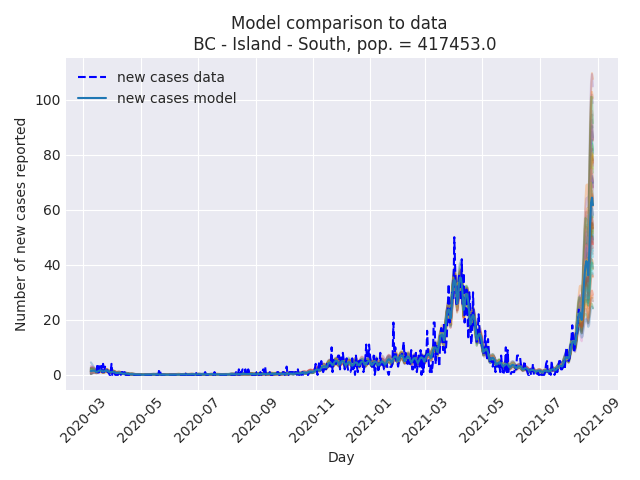 Model comparison to data
BC - Island - South, pop. = 417453.0
new cases data
new cases model
Number of new cases reported
100
80
60
40
20
0
2020-03
2020-05
2020-07
2020-09
2020-11
2021-01
2021-03
2021-05
2021-07
2021-09
Day